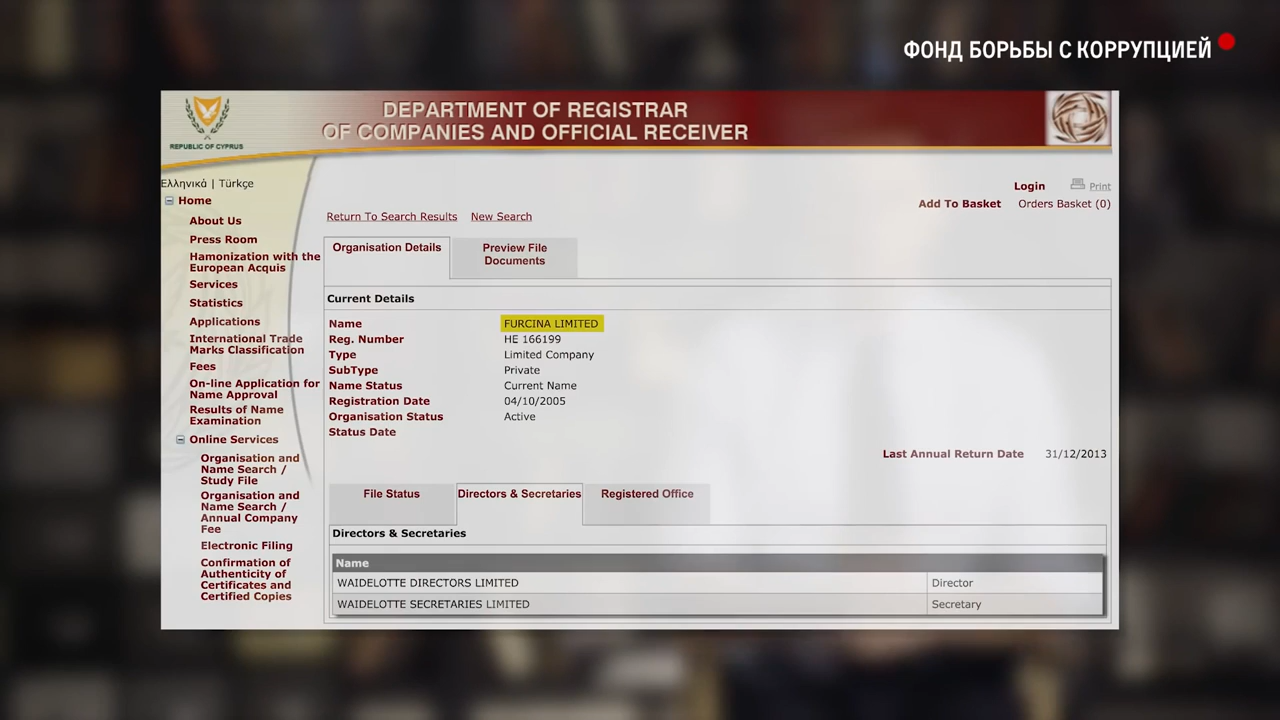 ФОНД БОРЬБЫ С КОРРУПЦИЕЙ
DEPARTMENT OF REGISTRAR
OF COMPANIES AND OFFICIAL RECEIVER
REPUBLIC OF CYPRUS
Ελληνικά | Türkçe
Login
Print
Add To Basket
Orders Basket (0)
Home
About Us
Press Room
Hamonization with the
European Acquis
Services
Statistics
Applications
International Trade
Marks Classification
Fees
On-line Application for
Name Approval
Results of Name
Examination
Online Services
Organisation and
Name Search /
Study File
Organisation and
Name Search /
Annual Company
Fee
Electronic Filing
Confirmation of
Authenticity of
Certificates and
Certified Copies
Return To Search Results New Search
Organisation Details
Preview File
Documents
Current Details
Name FURCINA LIMITED
Reg. Number HE 166199
Type Limited Company
SubType Private
Name Status Current Name
Registration Date 04/10/2005
Organisation Status Active
Status Date
Last Annual Return Date 31/12/2013
File Status Directors & Secretaries Registered Office
Directors & Secretaries
Name
WAIDELOTTE DIRECTORS LIMITED Director
WAIDELOTTE SECRETARIES LIMITED Secretary